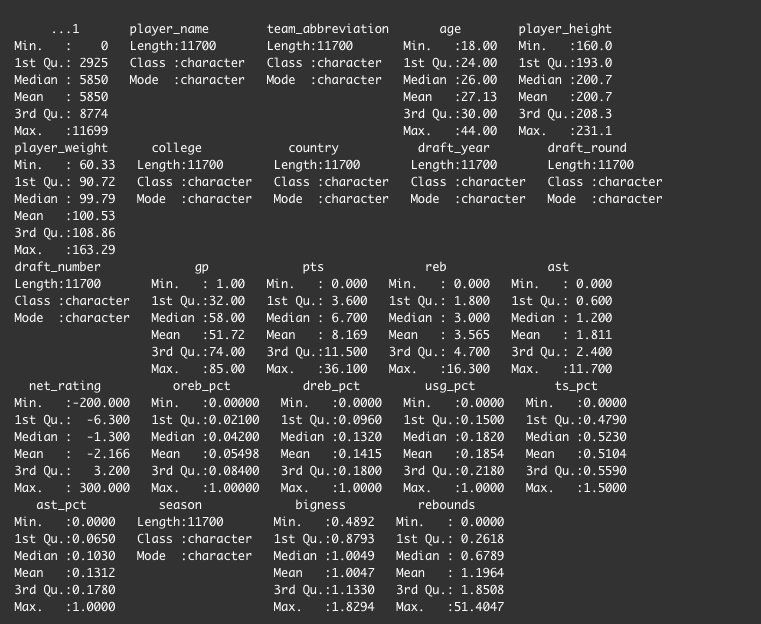 ...1 player_name team_abbreviation age player_height
Min. : 0 Length:11700 Length:11700 Min. :18.00 Min. :160.0
1st Qu.: 2925 Class :character Class :character 1st Qu.:24.00 1st Qu.:193.0
Median : 5850 Mode :character Mode :character Median :26.00 Median :200.7
Mean : 5850 Mean :27.13 Mean :200.7
3rd Qu.: 8774 3rd Qu.:30.00 3rd Qu.:208.3
Max. :11699 Max. :44.00 Max. :231.1
player_weight college country draft_year draft_round
Min. : 60.33 Length:11700 Length:11700 Length:11700 Length:11700
1st Qu.: 90.72 Class :character Class :character Class :character Class :character
Median : 99.79 Mode :character Mode :character Mode :character Mode :character
Mean :100.53
3rd Qu.:108.86
Max. :163.29
draft_number gp pts reb ast
Length:11700 Min. : 1.00 Min. : 0.000 Min. : 0.000 Min. : 0.000
Class :character 1st Qu.:32.00 1st Qu.: 3.600 1st Qu.: 1.800 1st Qu.: 0.600
Mode :character Median :58.00 Median : 6.700 Median : 3.000 Median : 1.200
Mean :51.72 Mean : 8.169 Mean : 3.565 Mean : 1.811
3rd Qu.:74.00 3rd Qu.:11.500 3rd Qu.: 4.700 3rd Qu.: 2.400
Max. :85.00 Max. :36.100 Max. :16.300 Max. :11.700
net_rating oreb_pct dreb_pct usg_pct ts_pct
Min. :-200.000 Min. :0.00000 Min. :0.0000 Min. :0.0000 Min. :0.0000
1st Qu.: -6.300 1st Qu.:0.02100 1st Qu.:0.0960 1st Qu.:0.1500 1st Qu.:0.4790
Median : -1.300 Median :0.04200 Median :0.1320 Median :0.1820 Median :0.5230
Mean : -2.166 Mean :0.05498 Mean :0.1415 Mean :0.1854 Mean :0.5104
3rd Qu.: 3.200 3rd Qu.:0.08400 3rd Qu.:0.1800 3rd Qu.:0.2180 3rd Qu.:0.5590
Max. : 300.000 Max. :1.00000 Max. :1.0000 Max. :1.0000 Max. :1.5000
ast_pct season bigness rebounds
Min. :0.0000 Length:11700 Min. :0.4892 Min. : 0.0000
1st Qu.:0.0650 Class :character 1st Qu.:0.8793 1st Qu.: 0.2618
Median :0.1030 Mode :character Median :1.0049 Median : 0.6789
Mean :0.1312 Mean :1.0047 Mean : 1.1964
3rd Qu.:0.1780 3rd Qu.:1.1330 3rd Qu.: 1.8508
Max. :1.0000 Max. :1.8294 Max. :51.4047